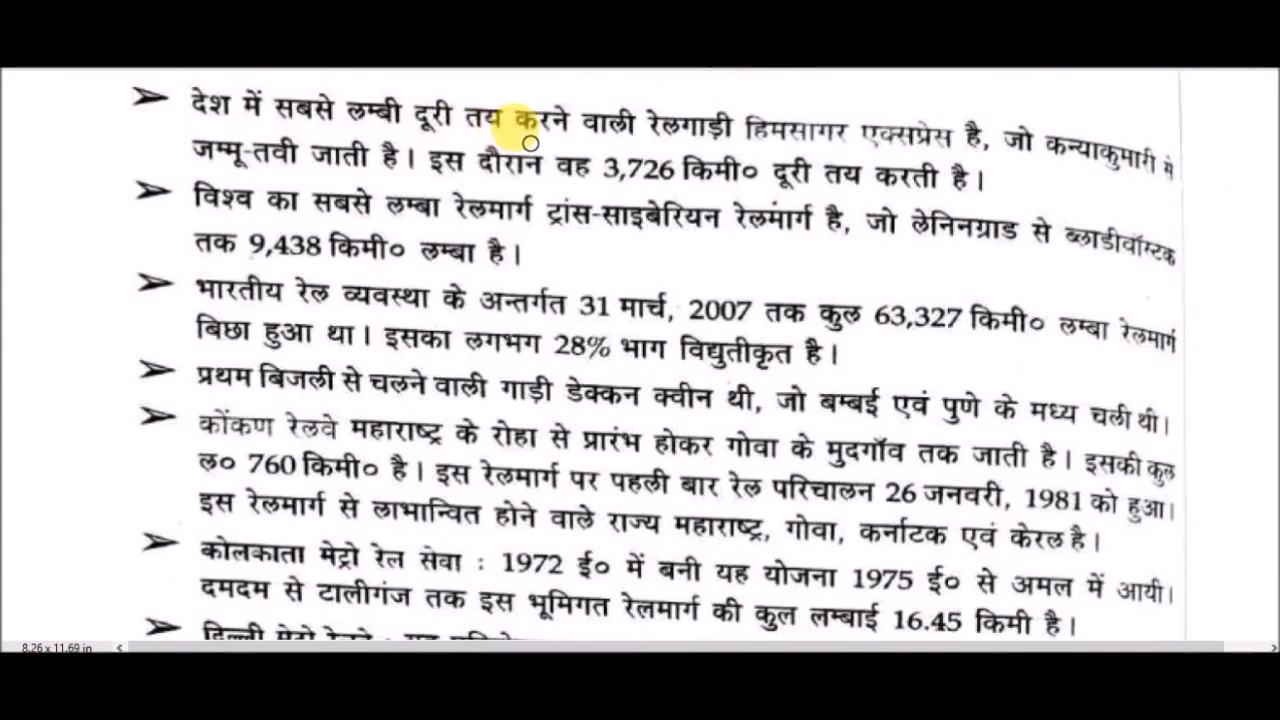 ➢ देश में सबसे लम्बी दूरी तय करने वाली रेलगाड़ी हिमसागर एक्सप्रेस है, जो कन्याकुमारी से
जम्मू-तवी जाती है। इस दौरान वह 3,726 किमी० दूरी तय करती है।
➢ विश्व का सबसे लम्बा रेलमार्ग ट्रांस-साइबेरियन रेलमार्ग है, जो लेनिनग्राड से ब्लाडीवॉस्टक
तक 9,438 किमी० लम्बा है।
➢ भारतीय रेल व्यवस्था के अन्तर्गत 31 मार्च, 2007 तक कुल 63,327 किमी० लम्बा रेलमार्ग
बिछा हुआ था। इसका लगभग 28% भाग विद्युतीकृत है।
➢ प्रथम बिजली से चलने वाली गाड़ी डेक्कन क्वीन थी, जो बम्बई एवं पुणे के मध्य चली थी।
➢ कोंकण रेलवे महाराष्ट्र के रोहा से प्रारंभ होकर गोवा के मुदगॉव तक जाती है। इसकी कुल
ल० 760 किमी० है। इस रेलमार्ग पर पहली बार रेल परिचालन 26 जनवरी, 1981 को हुआ।
इस रेलमार्ग से लाभान्वित होने वाले राज्य महाराष्ट्र, गोवा, कर्नाटक एवं केरल है।
➢ कोलकाता मेट्रो रेल सेवा : 1972 ई० में बनी यह योजना 1975 ई० से अमल में आयी।
दमदम से टालीगंज तक इस भूमिगत रेलमार्ग की कुल लम्बाई 16.45 किमी है।
➢ दिल्ली मेट्रो रेलवे : यह
8.26 x 11.69 in